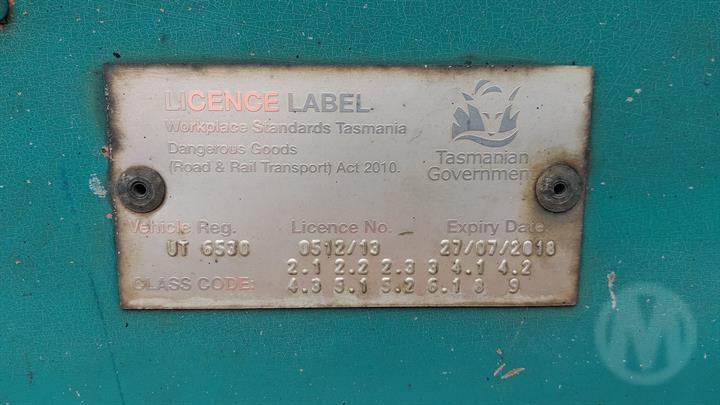 LICENCE LABEL
Workplace Standards Tasmania
Dangerous Goods
(Road & Rail Transport) Act 2010.
Tasmanian
Government
Vehicle Reg. Licence No. Expiry Date
UT 6530 0512/13 27/07/2018
2.1 2.2 2.3 3 4.1 4.2
CLASS CODE: 4.3 5.1 5.2 6.1 8 9
M